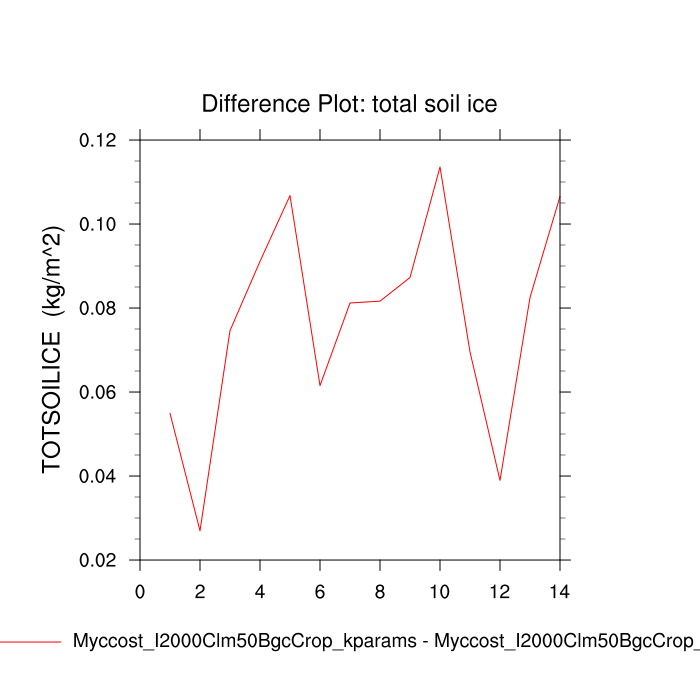 Difference Plot: total soil ice
TOTSOILICE (kg/m^2)
0.12
0.10
0.08
0.06
0.04
0.02
0 2 4 6 8 10 12 14
Myccost_I2000Clm50BgcCrop_kparams - Myccost_I2000Clm50BgcCrop_